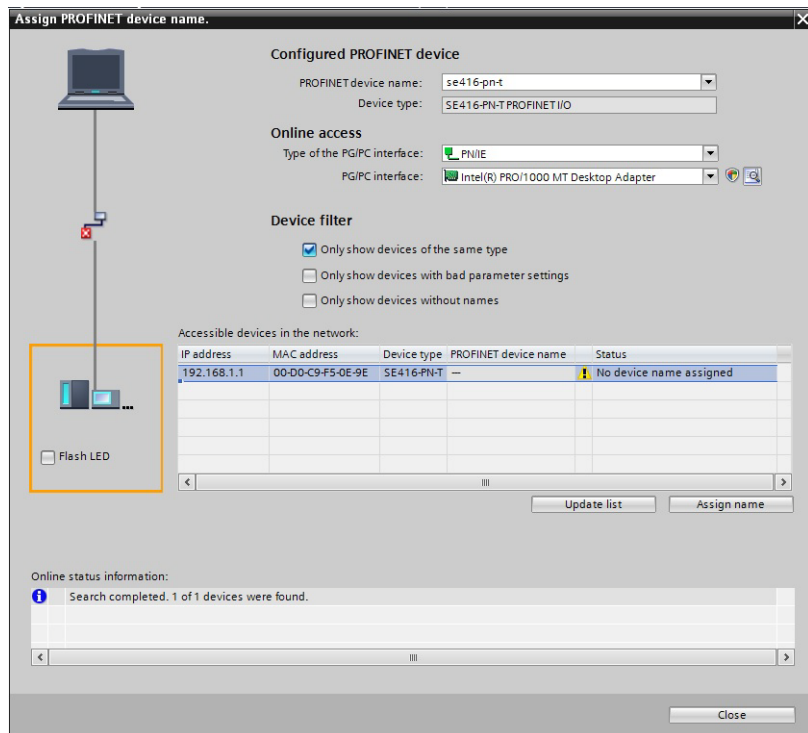 Assign PROFINET device name.
Configured PROFINET device
PROFINET device name: se416-pn-t
Device type: SE416-PN-T PROFINET I/O
Online access
Type of the PG/PC interface: PN/IE
PG/PC interface: Intel(R) PRO/1000 MT Desktop Adapter
Device filter
Only show devices of the same type
Only show devices with bad parameter settings
Only show devices without names
Accessible devices in the network:
IP address MAC address Device type PROFINET device name Status
192.168.1.1 00-D0-C9-F5-0E-9E SE416-PN-T — No device name assigned
...
Flash LED
Update list Assign name
Online status information:
Search completed. 1 of 1 devices were found.
Close